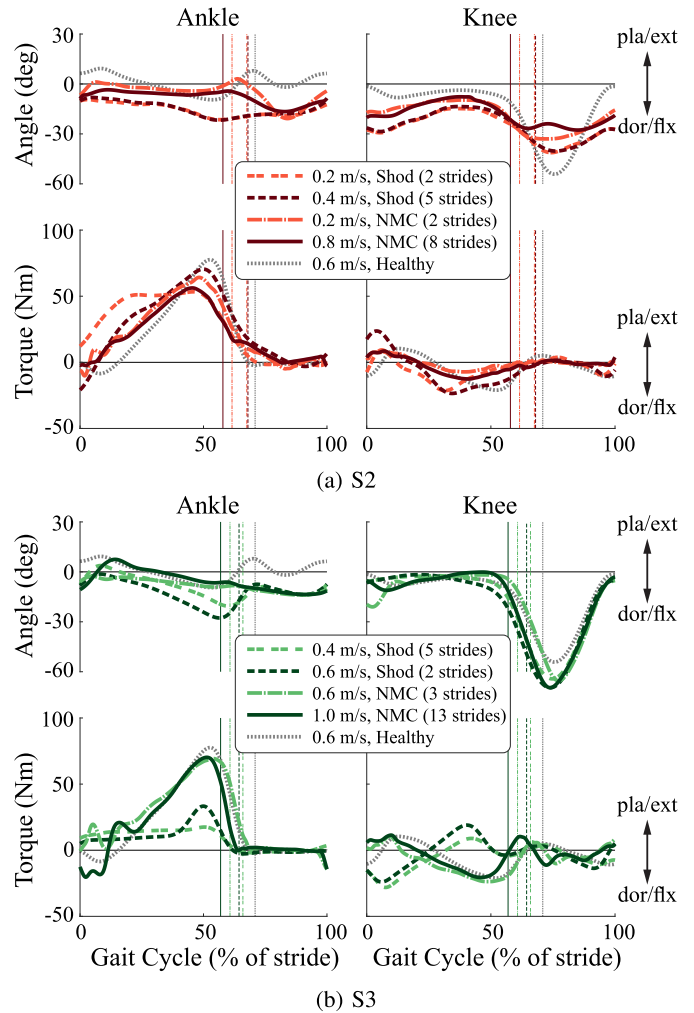 Ankle
Knee
30
0
-30
-60
Angle (deg)
pla/ext
dor/flx
0.2 m/s, Shod (2 strides)
0.4 m/s, Shod (5 strides)
0.2 m/s, NMC (2 strides)
0.8 m/s, NMC (8 strides)
0.6 m/s, Healthy
100
50
0
-50
Torque (Nm)
pla/ext
dor/flx
0
50
100
0
50
100
(a) S2
Ankle
Knee
30
0
-30
-60
Angle (deg)
pla/ext
dor/flx
0.4 m/s, Shod (5 strides)
0.6 m/s, Shod (2 strides)
0.6 m/s, NMC (3 strides)
1.0 m/s, NMC (13 strides)
0.6 m/s, Healthy
100
50
0
-50
Torque (Nm)
pla/ext
dor/flx
0
50
100
0
50
100
Gait Cycle (% of stride)
Gait Cycle (% of stride)
(b) S3